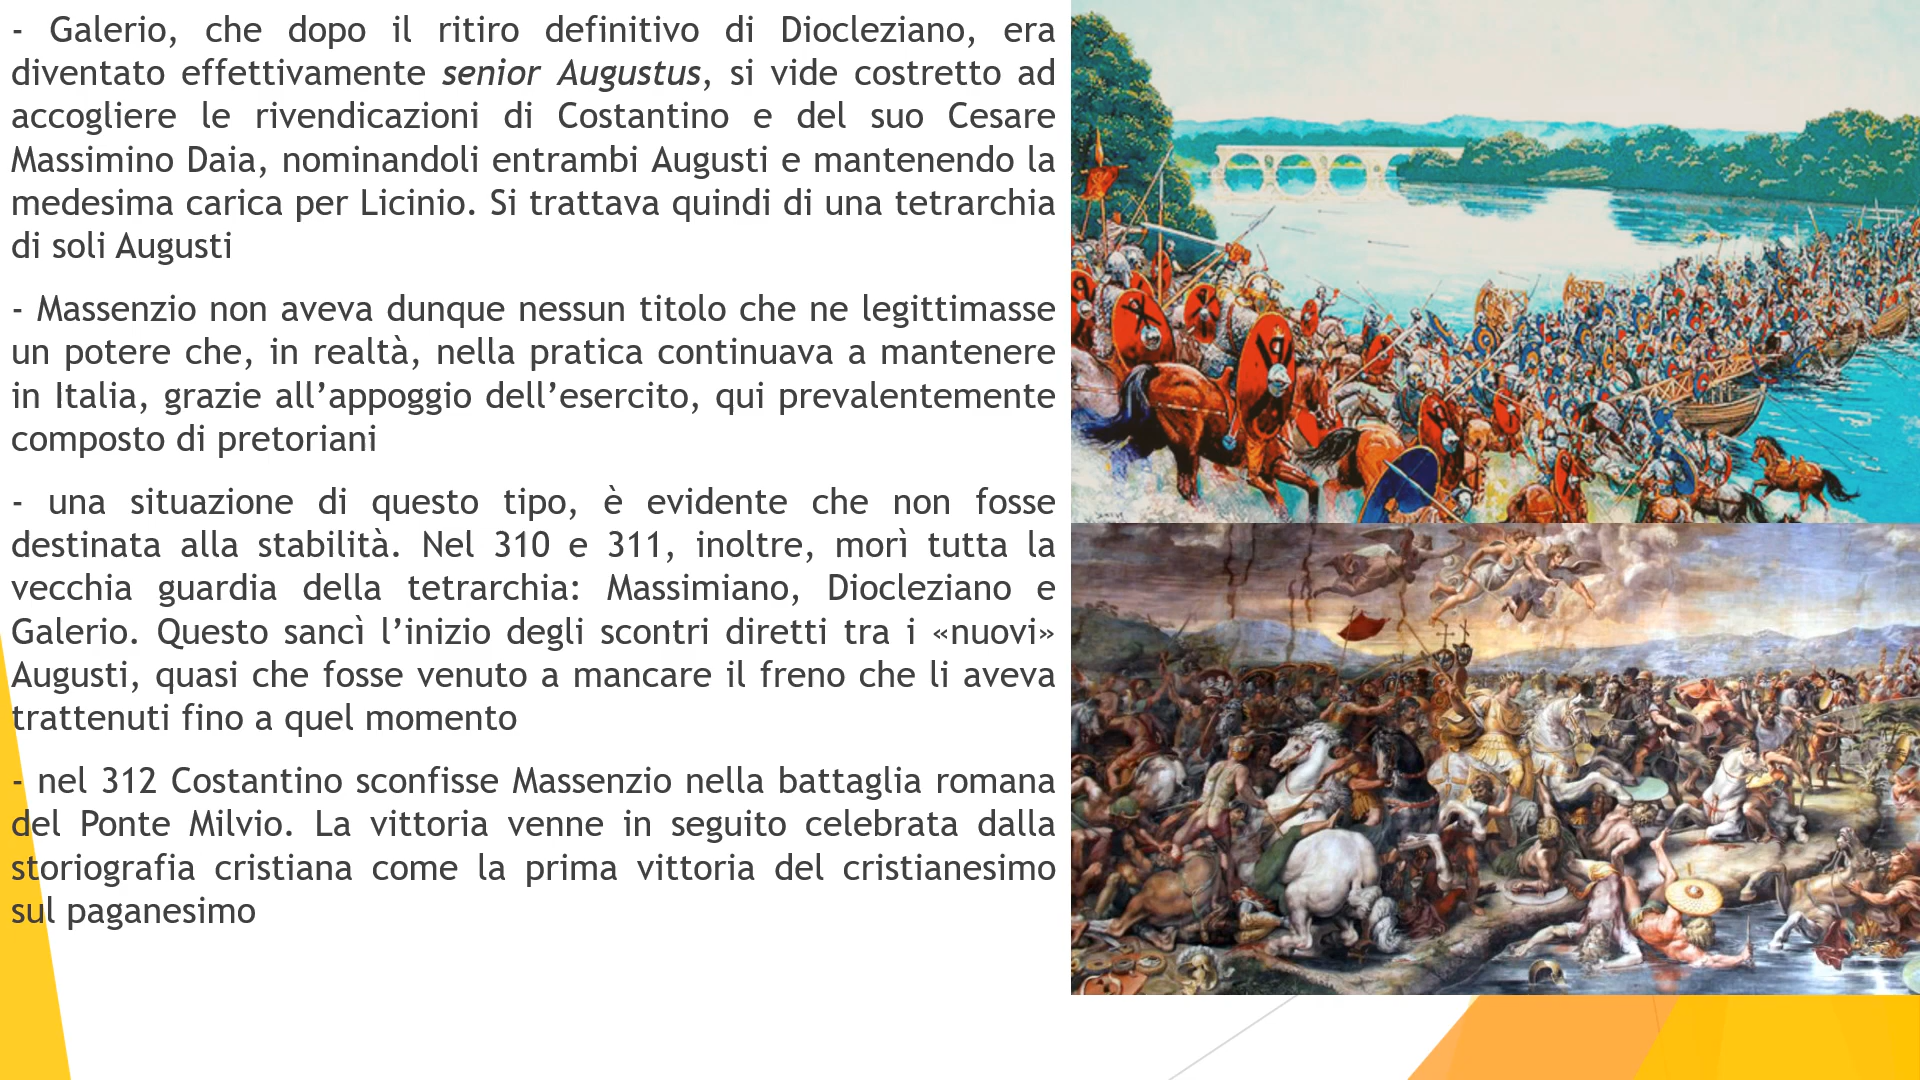 - Galerio, che dopo il ritiro definitivo di Diocleziano, era
diventato effettivamente senior Augustus, si vide costretto ad
accogliere le rivendicazioni di Costantino e del suo Cesare
Massimino Daia, nominandoli entrambi Augusti e mantenendo la
medesima carica per Licinio. Si trattava quindi di una tetrarchia
di soli Augusti
- Massenzio non aveva dunque nessun titolo che ne legittimasse
un potere che, in realtà, nella pratica continuava a mantenere
in Italia, grazie all’appoggio dell’esercito, qui prevalentemente
composto di pretoriani
- una situazione di questo tipo, è evidente che non fosse
destinata alla stabilità. Nel 310 e 311, inoltre, morì tutta la
vecchia guardia della tetrarchia: Massimiano, Diocleziano e
Galerio. Questo sancì l’inizio degli scontri diretti tra i «nuovi»
Augusti, quasi che fosse venuto a mancare il freno che li aveva
trattenuti fino a quel momento
- nel 312 Costantino sconfisse Massenzio nella battaglia romana
del Ponte Milvio. La vittoria venne in seguito celebrata dalla
storiografia cristiana come la prima vittoria del cristianesimo
sul paganesimo